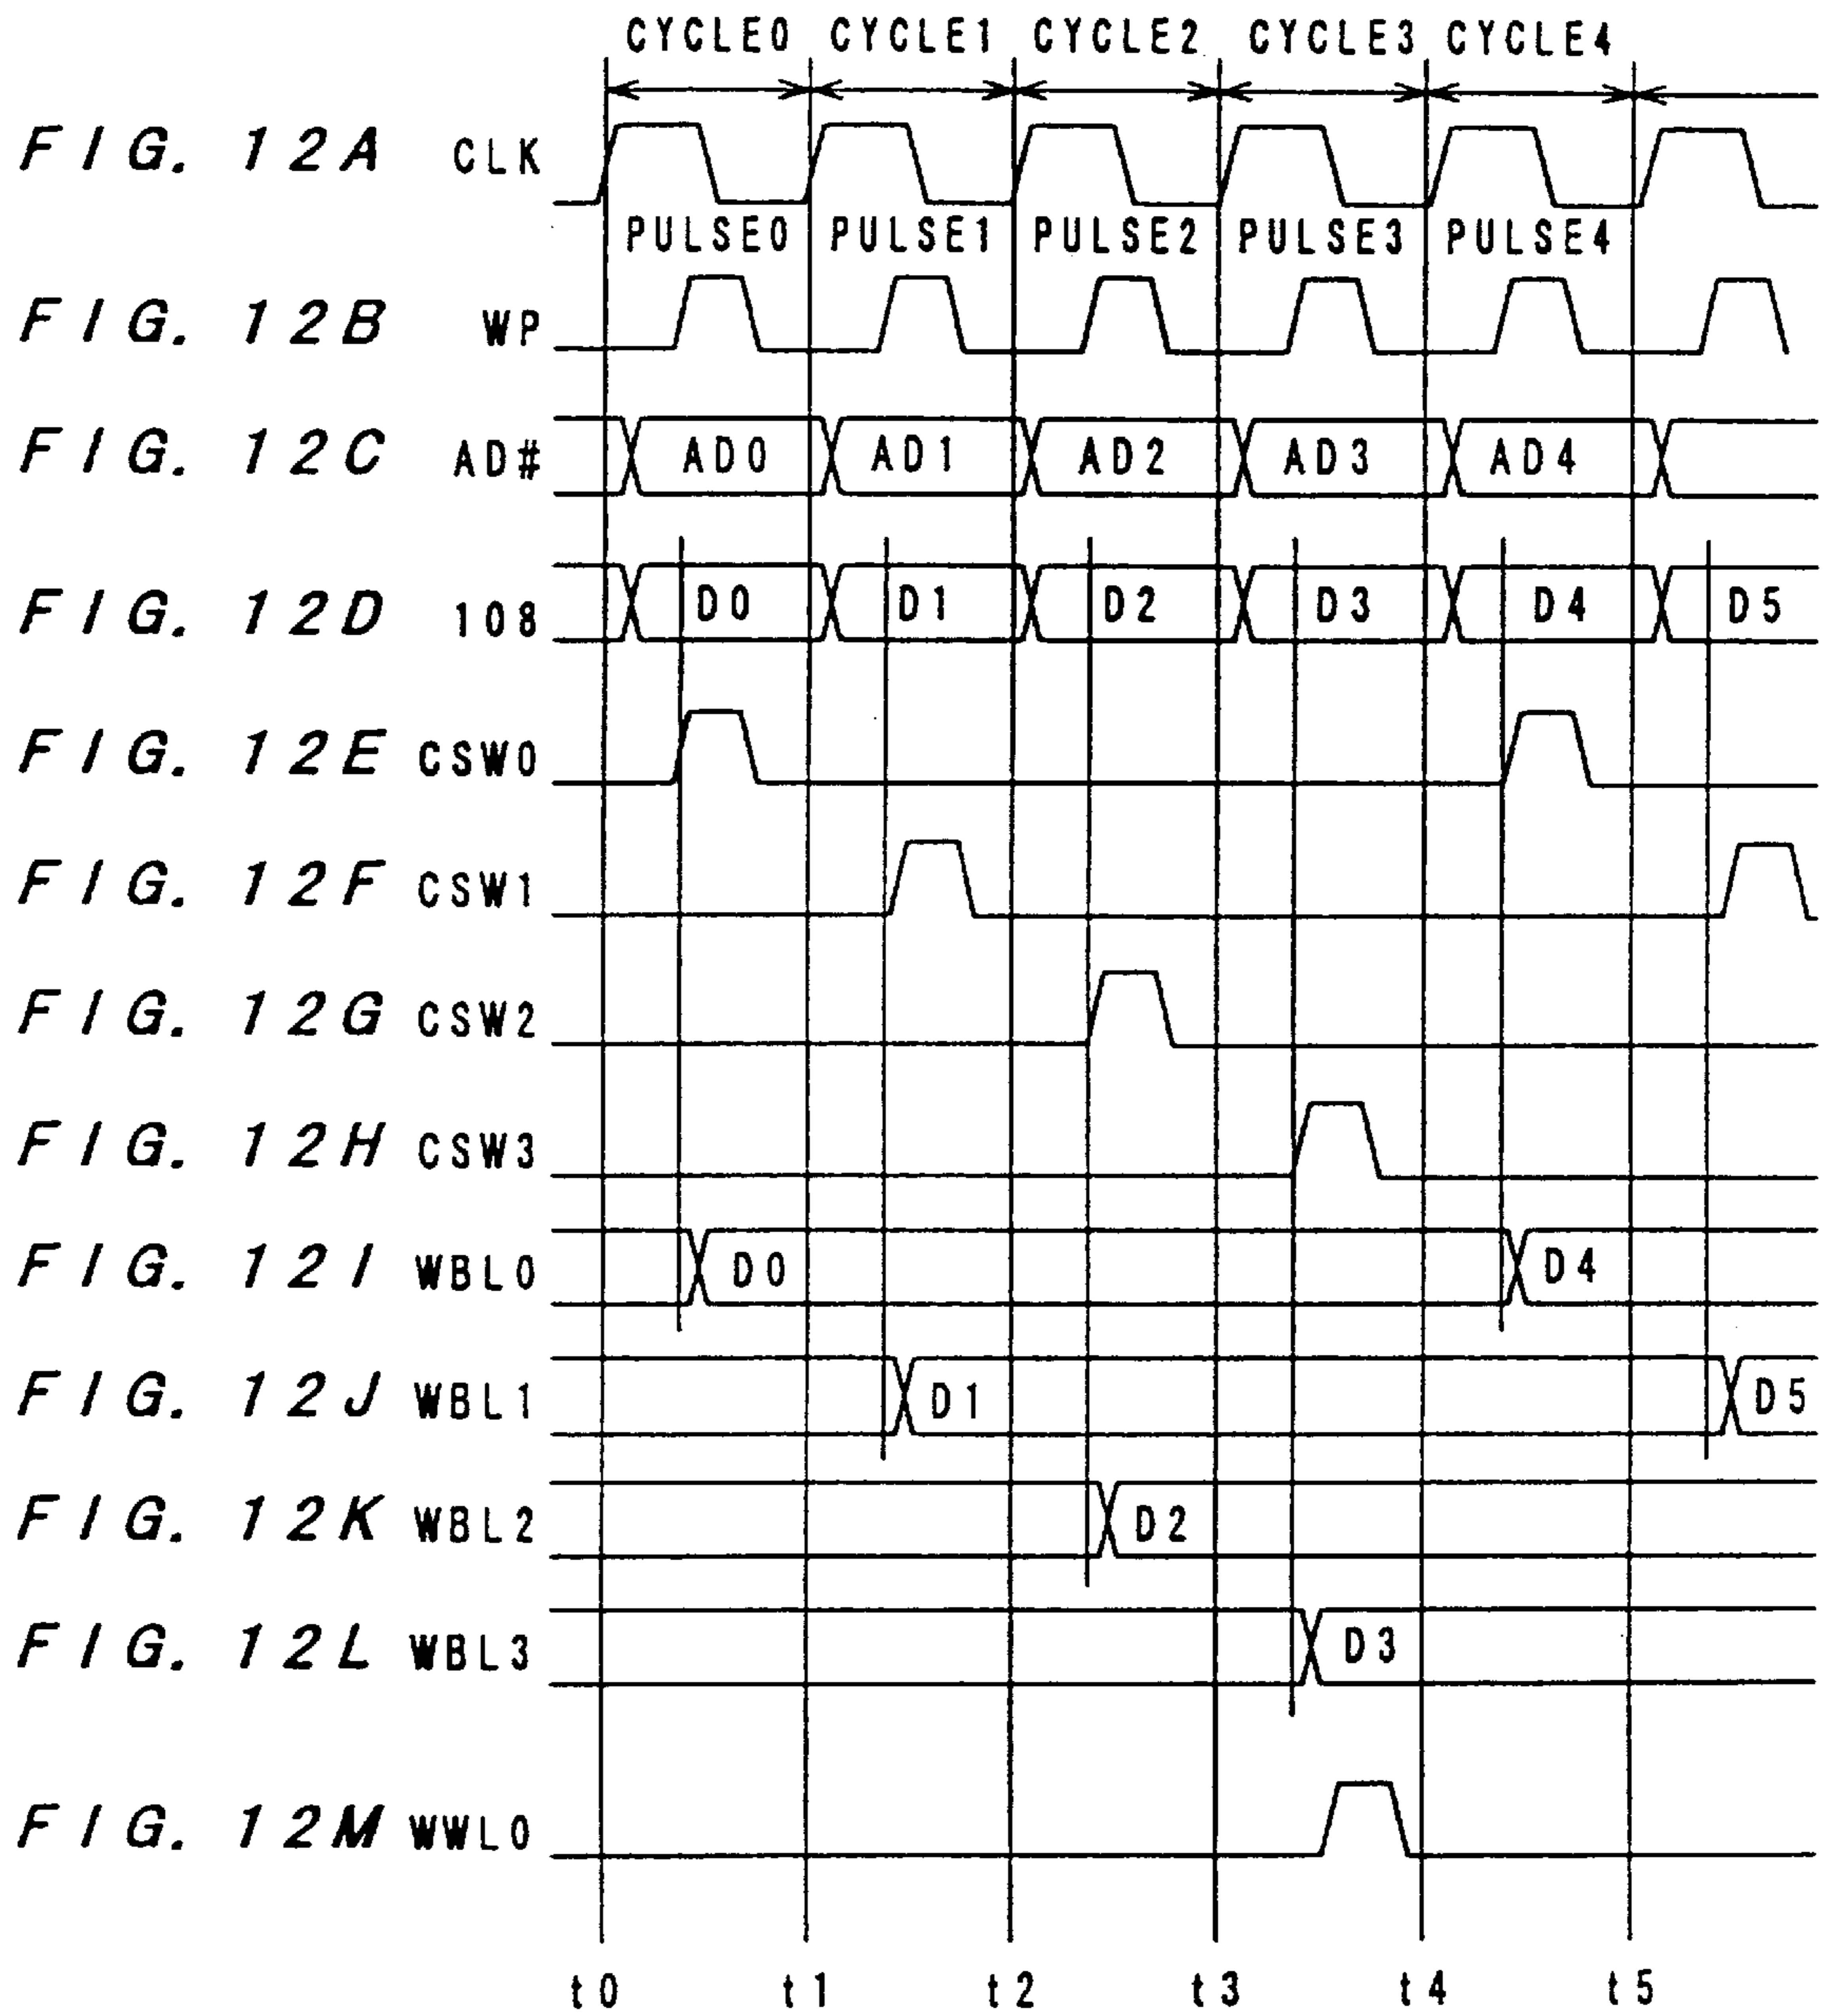 CYCLE0 CYCLE1 CYCLE2 CYCLE3 CYCLE4
FIG. 12A CLK
PULSE0 PULSE1 PULSE2 PULSE3 PULSE4
FIG. 12B WP
FIG. 12C AD# AD0 AD1 AD2 AD3 AD4
FIG. 12D 108 D0 D1 D2 D3 D4 D5
FIG. 12E CSW0
FIG. 12F CSW1
FIG. 12G CSW2
FIG. 12H CSW3
FIG. 12I WBL0 D0 D4
FIG. 12J WBL1 D1 D5
FIG. 12K WBL2 D2
FIG. 12L WBL3 D3
FIG. 12M WWL0
t0 t1 t2 t3 t4 t5